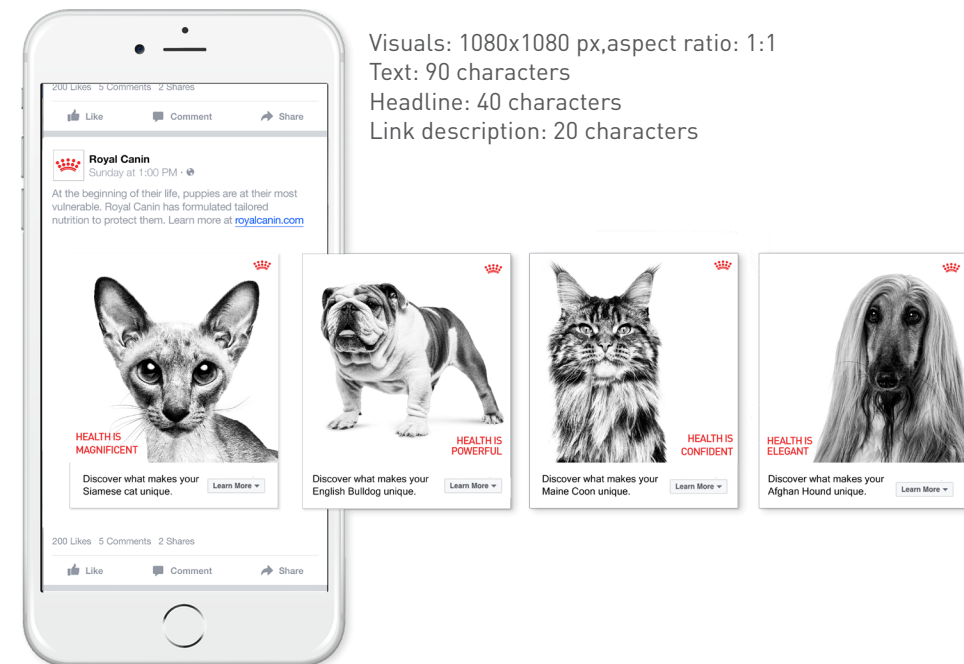 Visuals: 1080x1080 px,aspect ratio: 1:1
Text: 90 characters
Headline: 40 characters
Link description: 20 characters
200 Likes 5 Comments 2 Shares
Like Comment Share
Royal Canin
Sunday at 1:00 PM ·
At the beginning of their life, puppies are at their most
vulnerable. Royal Canin has formulated tailored
nutrition to protect them. Learn more at royalcanin.com
HEALTH IS
MAGNIFICENT
Discover what makes your
Siamese cat unique.
Learn More
HEALTH IS
POWERFUL
Discover what makes your
English Bulldog unique.
Learn More
HEALTH IS
CONFIDENT
Discover what makes your
Maine Coon unique.
Learn More
HEALTH IS
ELEGANT
Discover what makes your
Afghan Hound unique.
Learn More
200 Likes 5 Comments 2 Shares
Like Comment Share